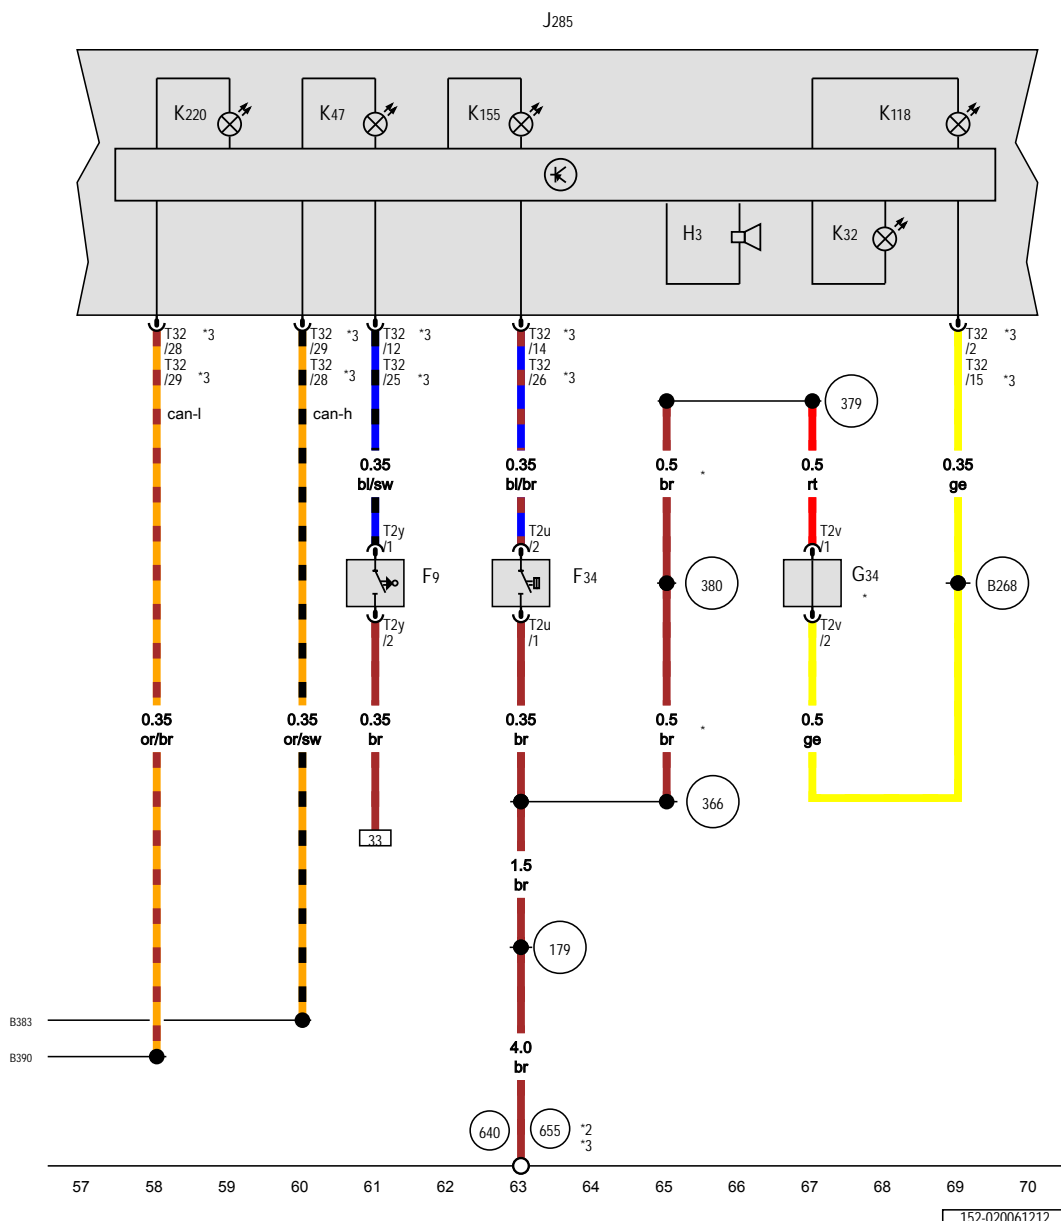 J285
K220
K47
K155
K118
H3
K32
T32 *3
/28
T32
/29 *3
can-l
T32 *3
/29
T32
/28 *3
can-h
T32 *3
/12
T32
/25 *3
T32 *3
/14
T32
/26 *3
T32 *3
/2
T32
/15 *3
379
0.35
bl/sw
0.35
bl/br
0.5 *
br
0.5
rt
0.35
ge
T2y
/1
T2u
/2
T2v
/1
F9
F34
380
G34
*
B268
T2y
/2
T2u
/1
T2v
/2
0.35
or/br
0.35
or/sw
0.35
br
0.35
br
0.5 *
br
0.5
ge
366
33
1.5
br
179
B383
B390
4.0
br
640
655 *2
*3
57 58 59 60 61 62 63 64 65 66 67 68 69 70
152-020061212